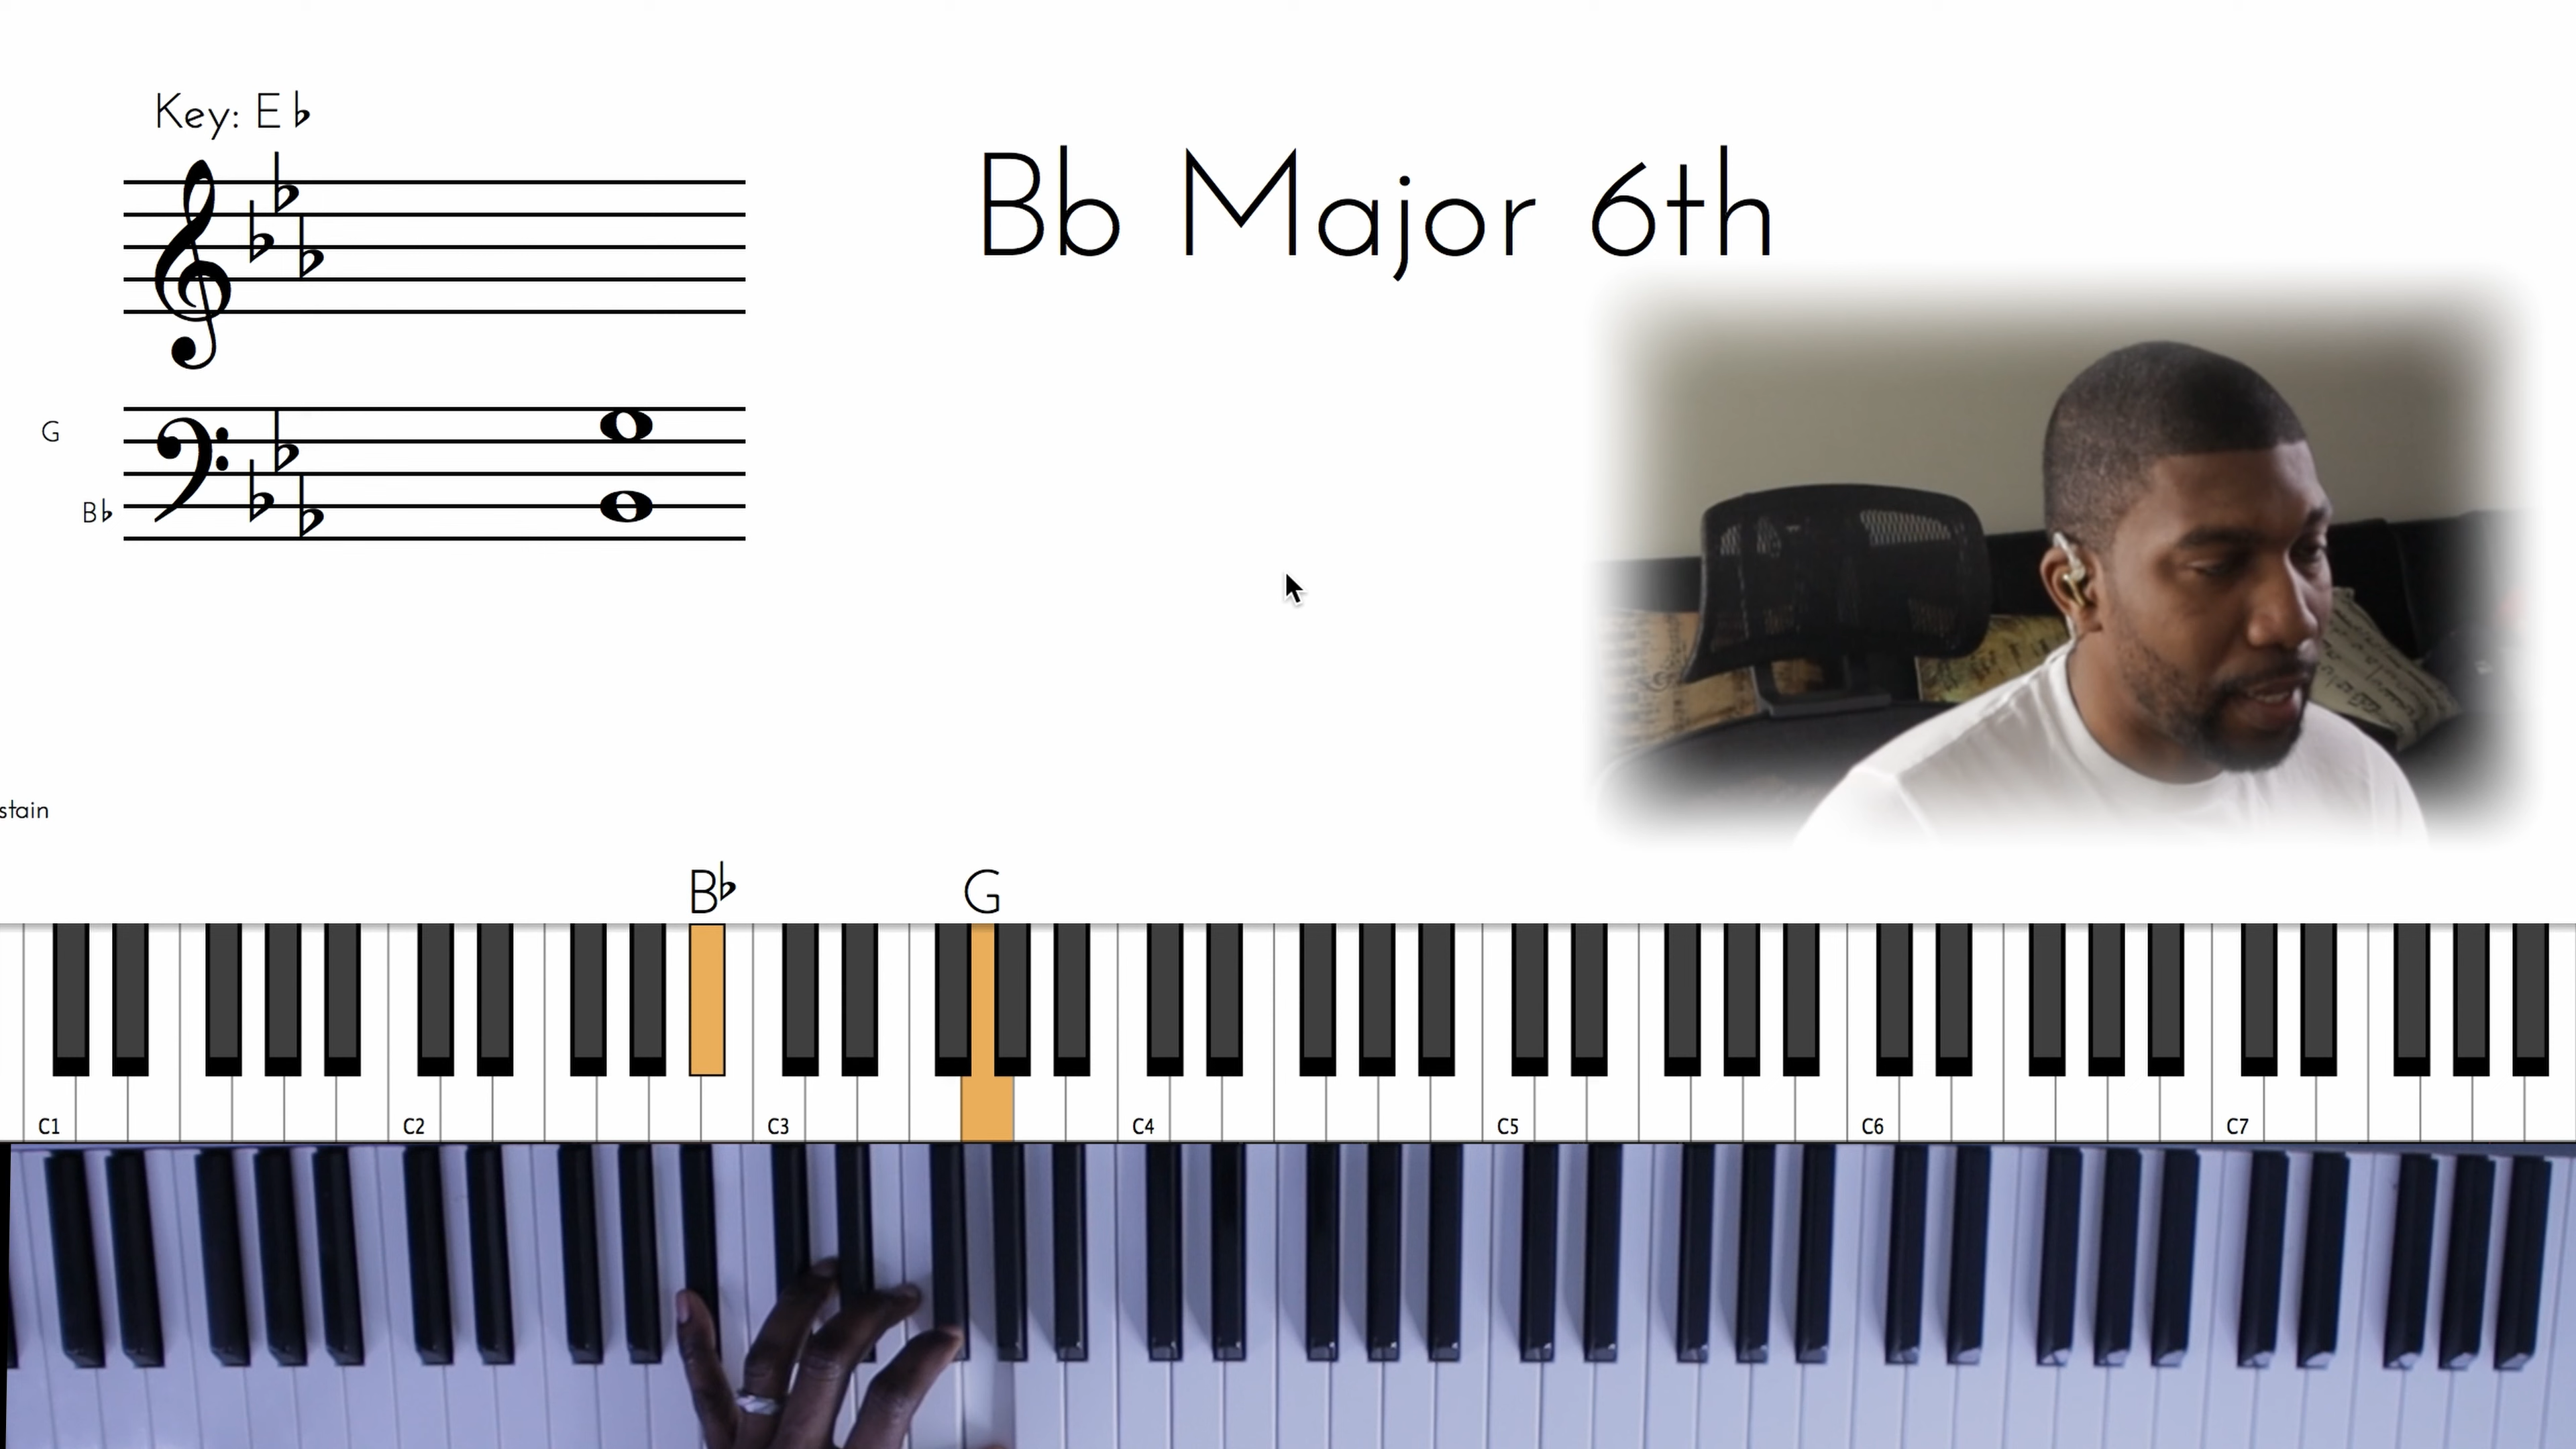 Key: E♭
Bb Major 6th
G
B♭
stain
B♭ G
C1 C2 C3 C4 C5 C6 C7